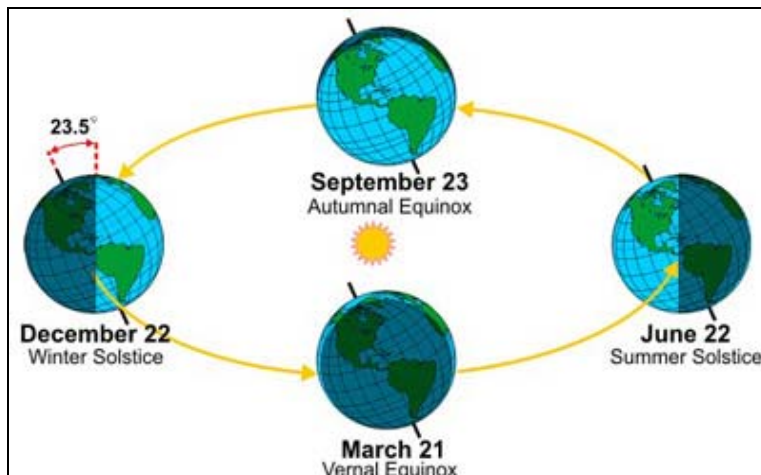 23.5°
September 23
Autumnal Equinox
December 22
Winter Solstice
June 22
Summer Solstice
March 21
Vernal Equinox